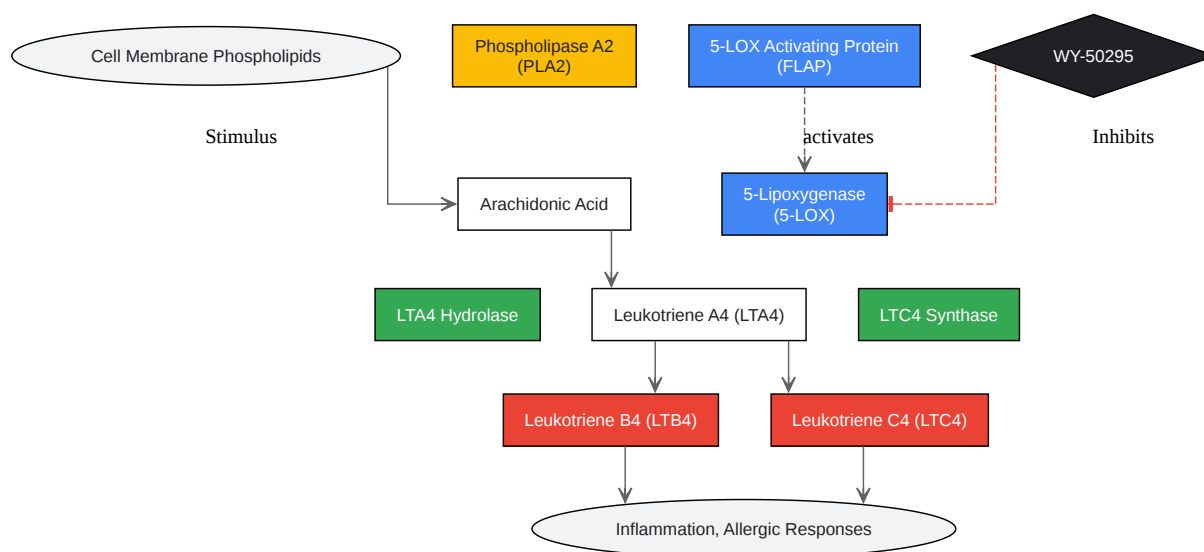 Cell Membrane Phospholipids
Phospholipase A2
(PLA2)
5-LOX Activating Protein
(FLAP)
WY-50295
Stimulus
activates
Inhibits
Arachidonic Acid
5-Lipoxygenase
(5-LOX)
LTA4 Hydrolase
Leukotriene A4 (LTA4)
LTC4 Synthase
Leukotriene B4 (LTB4)
Leukotriene C4 (LTC4)
Inflammation, Allergic Responses